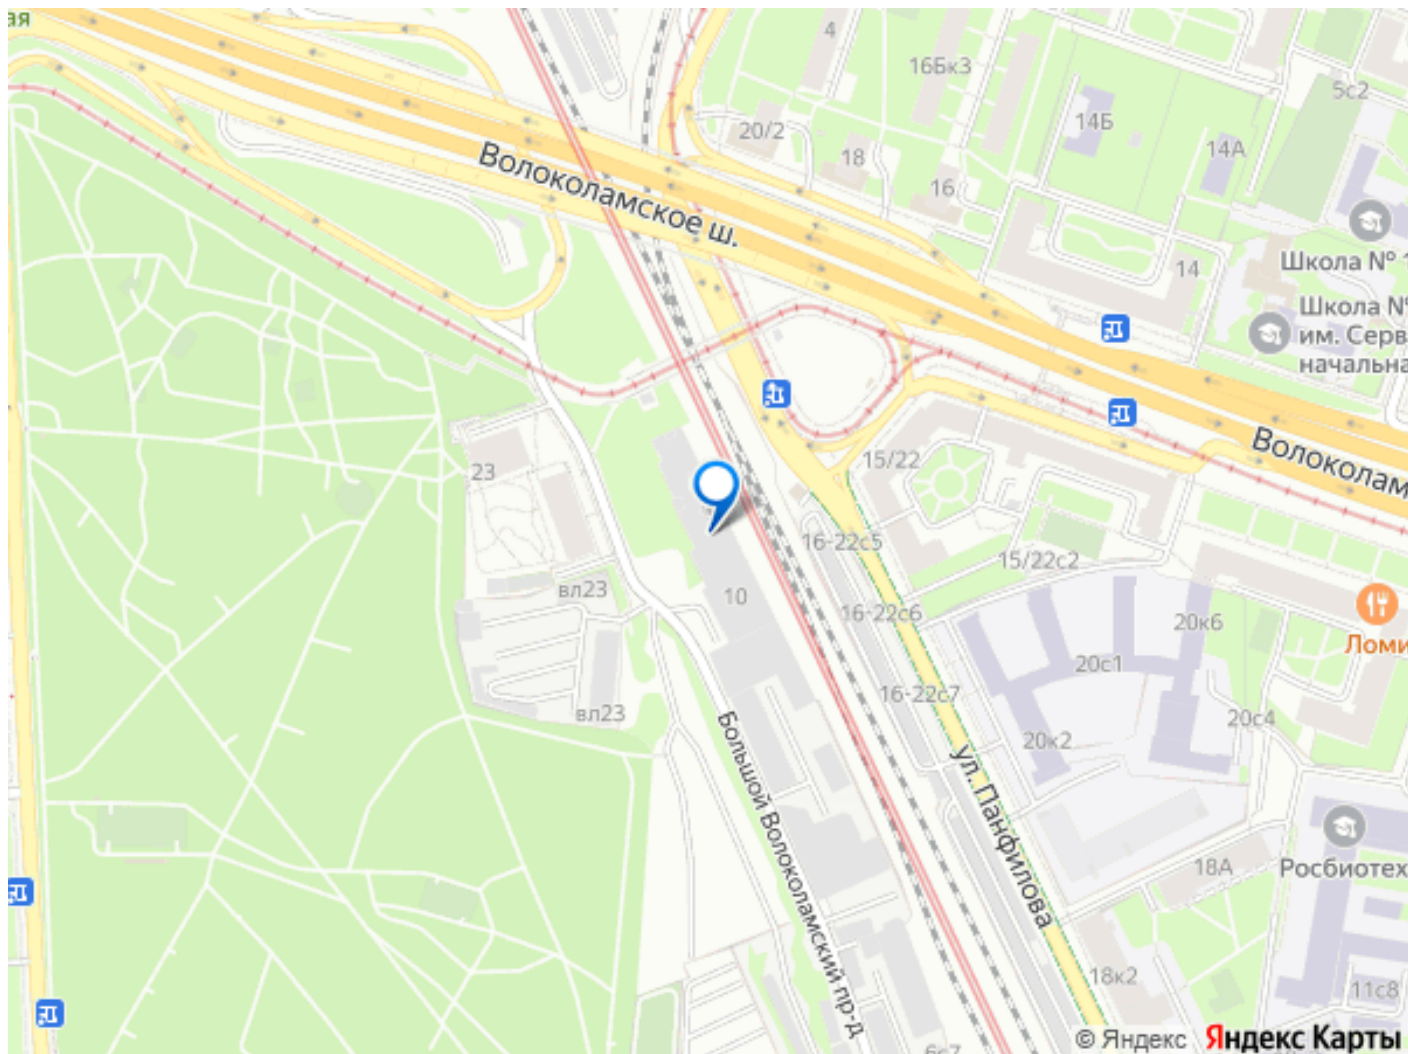 ая
4
16Бк3
5с2
14Б
20/2
14А
18
16
Волоколамское ш.
Школа № 1
14
Школа №
им. Серв
начальна
15/22
Волоколам
23
16-22с5
15/22с2
вл23
10
16-22с6
20к6
Ломи
20с1
16-22с7
вл23
20с4
20к2
Большой Волоколамский пр-д
ул. Панфилова
18А
Росбиотех
18к2
11с8
6с7
© Яндекс
Яндекс Карты